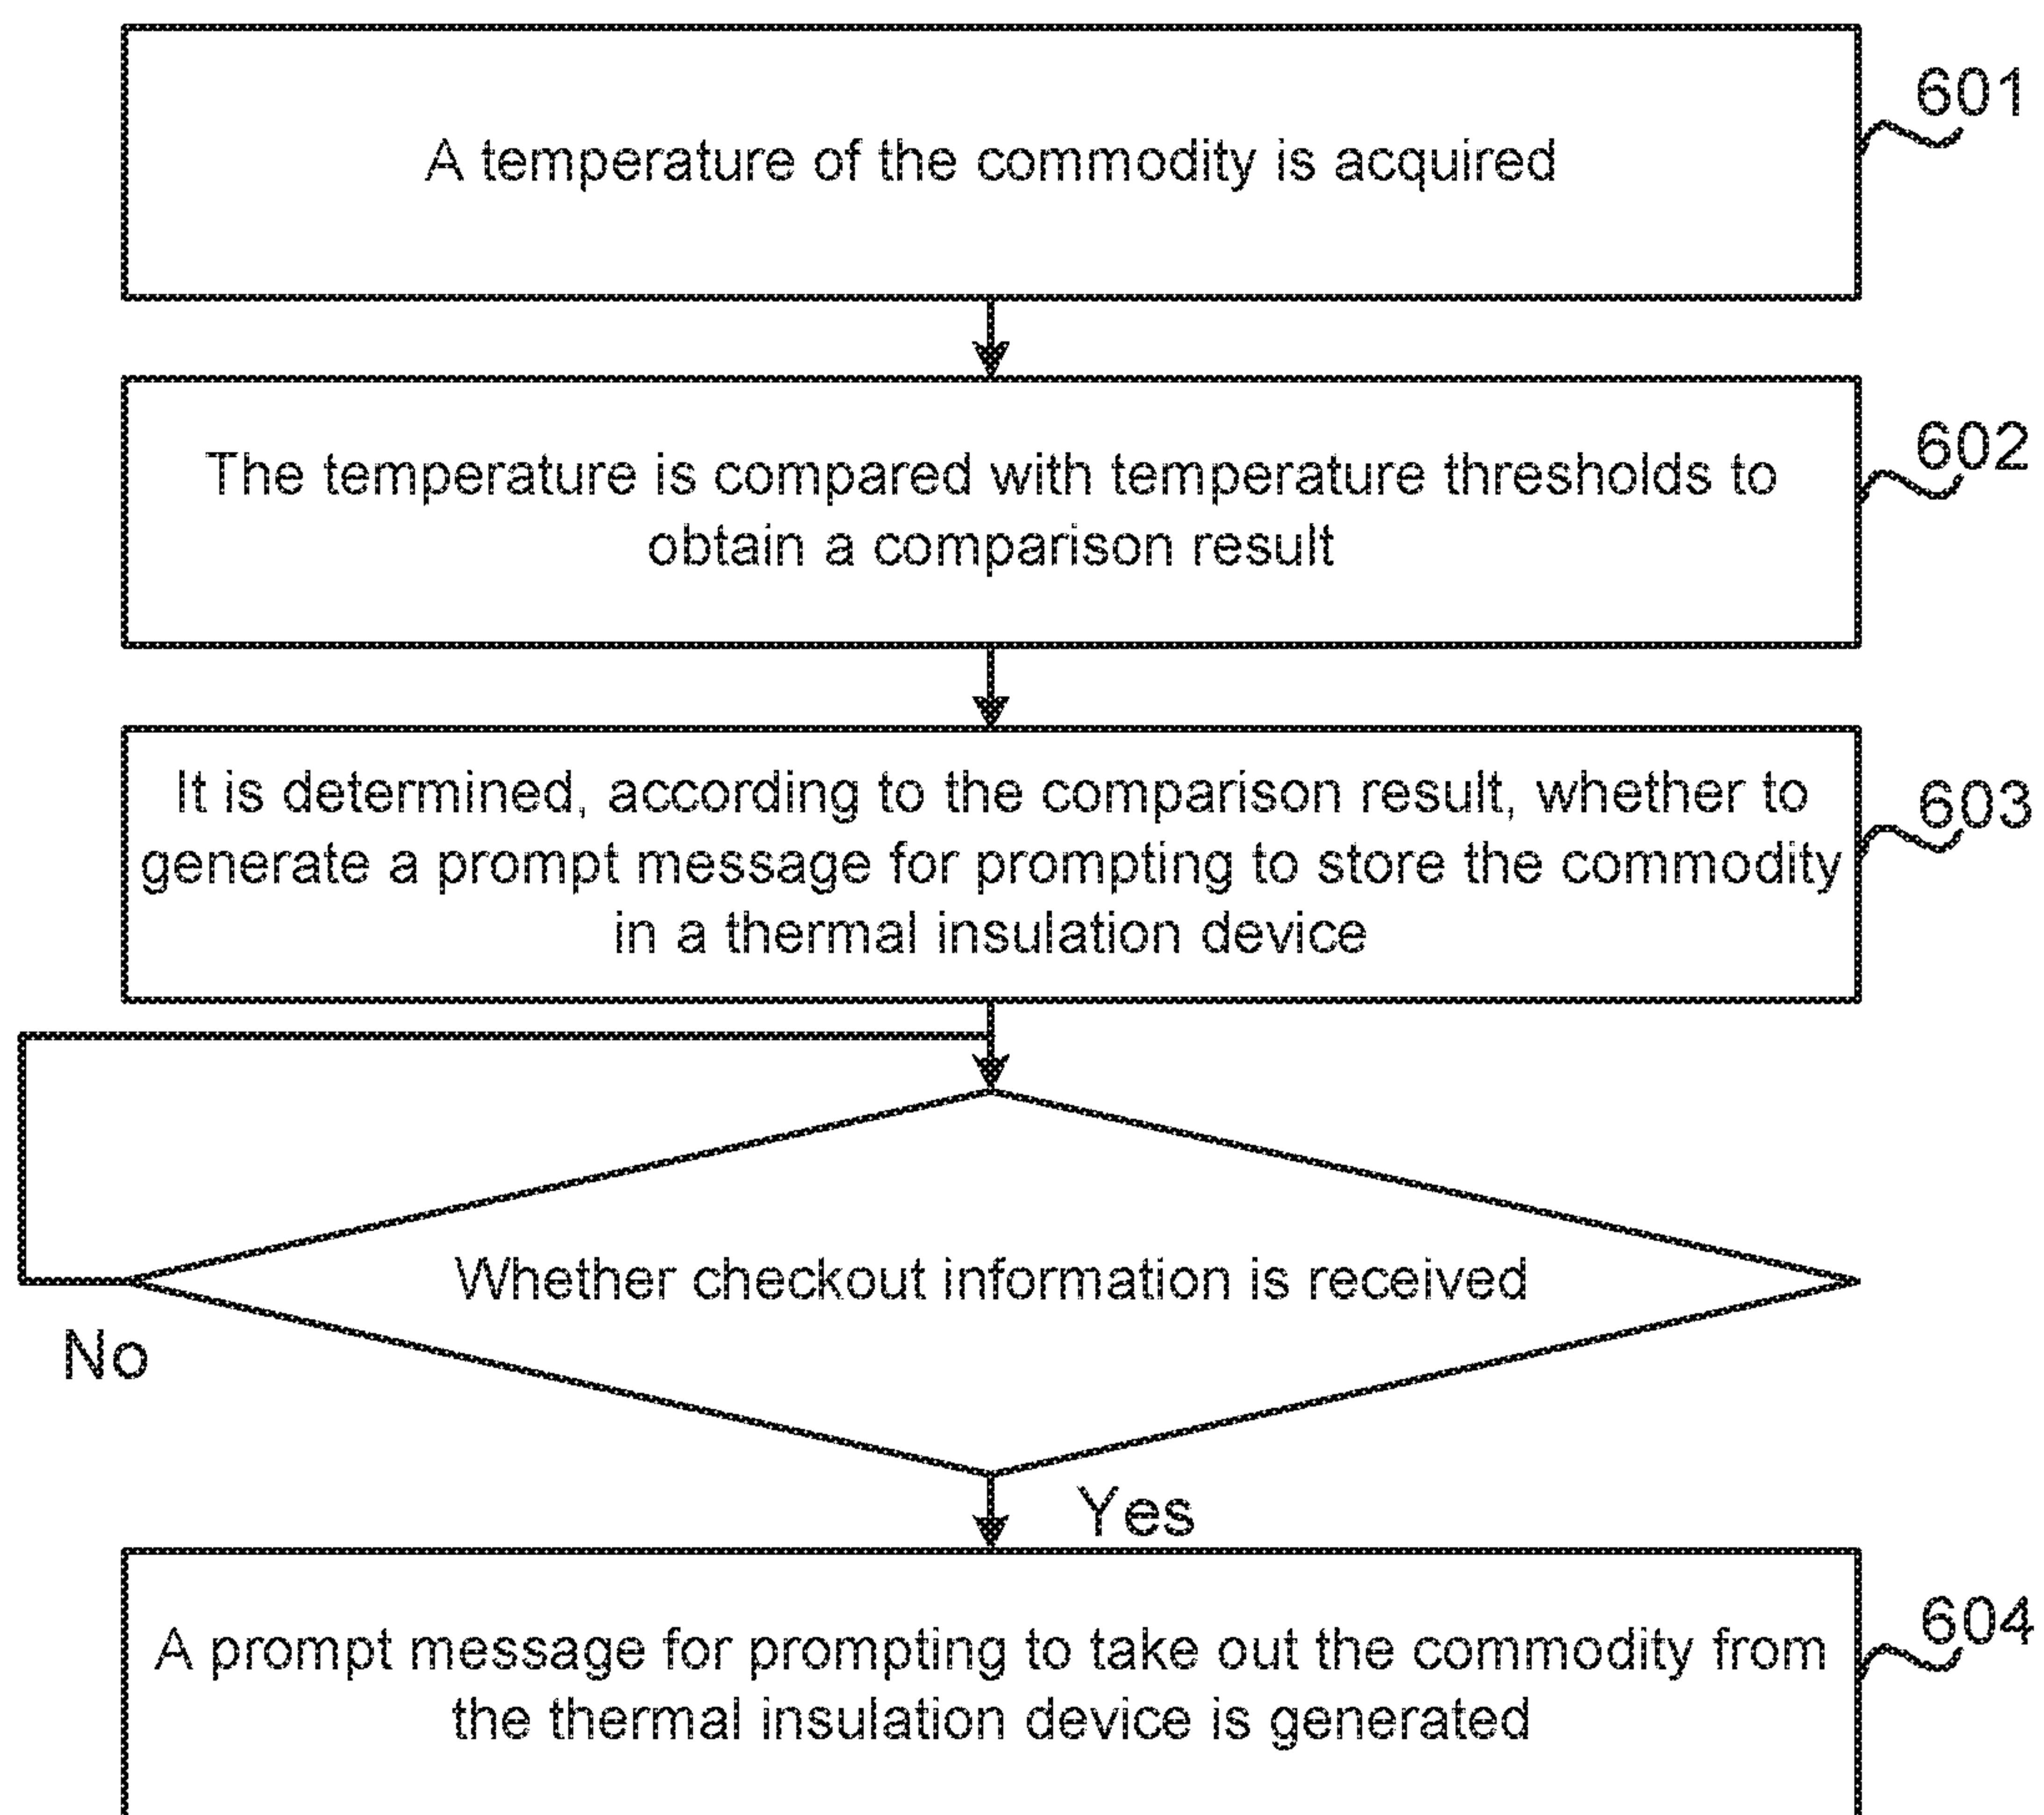 601
A temperature of the commodity is acquired
602
The temperature is compared with temperature thresholds to
obtain a comparison result
603
It is determined, according to the comparison result, whether to
generate a prompt message for prompting to store the commodity
in a thermal insulation device
Whether checkout information is received
No
Yes
604
A prompt message for prompting to take out the commodity from
the thermal insulation device is generated